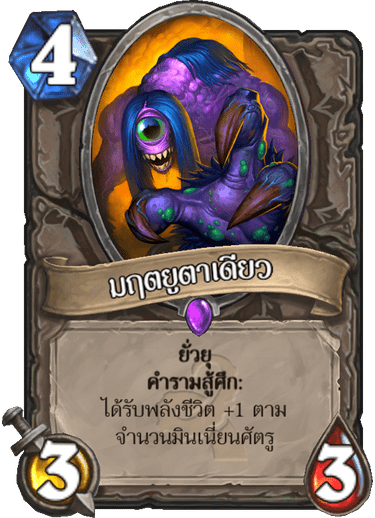 4
มฤตยูตาเดียว
ยั่วยุ
คำรามสู้ศึก:
ได้รับพลังชีวิต +1 ตาม
จำนวนมินเนี่ยนศัตรู
3
3